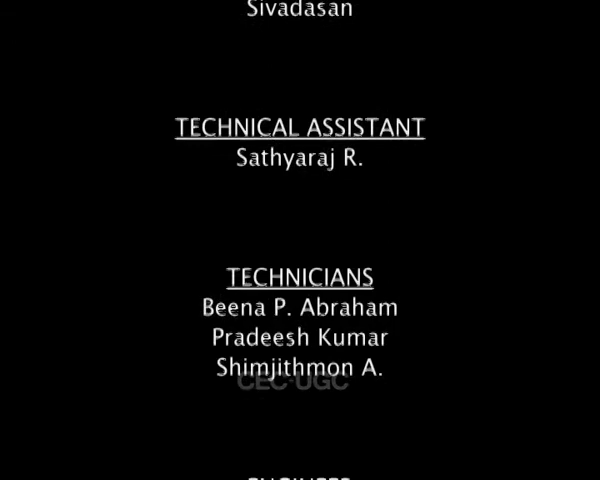 Sivadasan
TECHNICAL ASSISTANT
Sathyaraj R.
TECHNICIANS
Beena P. Abraham
Pradeesh Kumar
Shimjithmon A.
CEC-UGC